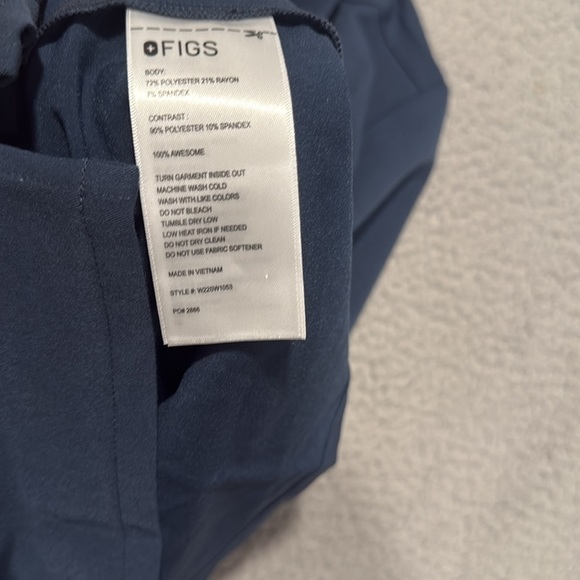 FIGS
BODY:
72% POLYESTER 21% RAYON
7% SPANDEX
CONTRAST:
90% POLYESTER 10% SPANDEX
100% AWESOME
TURN GARMENT INSIDE OUT
MACHINE WASH COLD
WASH WITH LIKE COLORS
DO NOT BLEACH
TUMBLE DRY LOW
LOW HEAT IRON IF NEEDED
DO NOT DRY CLEAN
DO NOT USE FABRIC SOFTENER
MADE IN VIETNAM
STYLE #: W22SW1053
PO# 2886